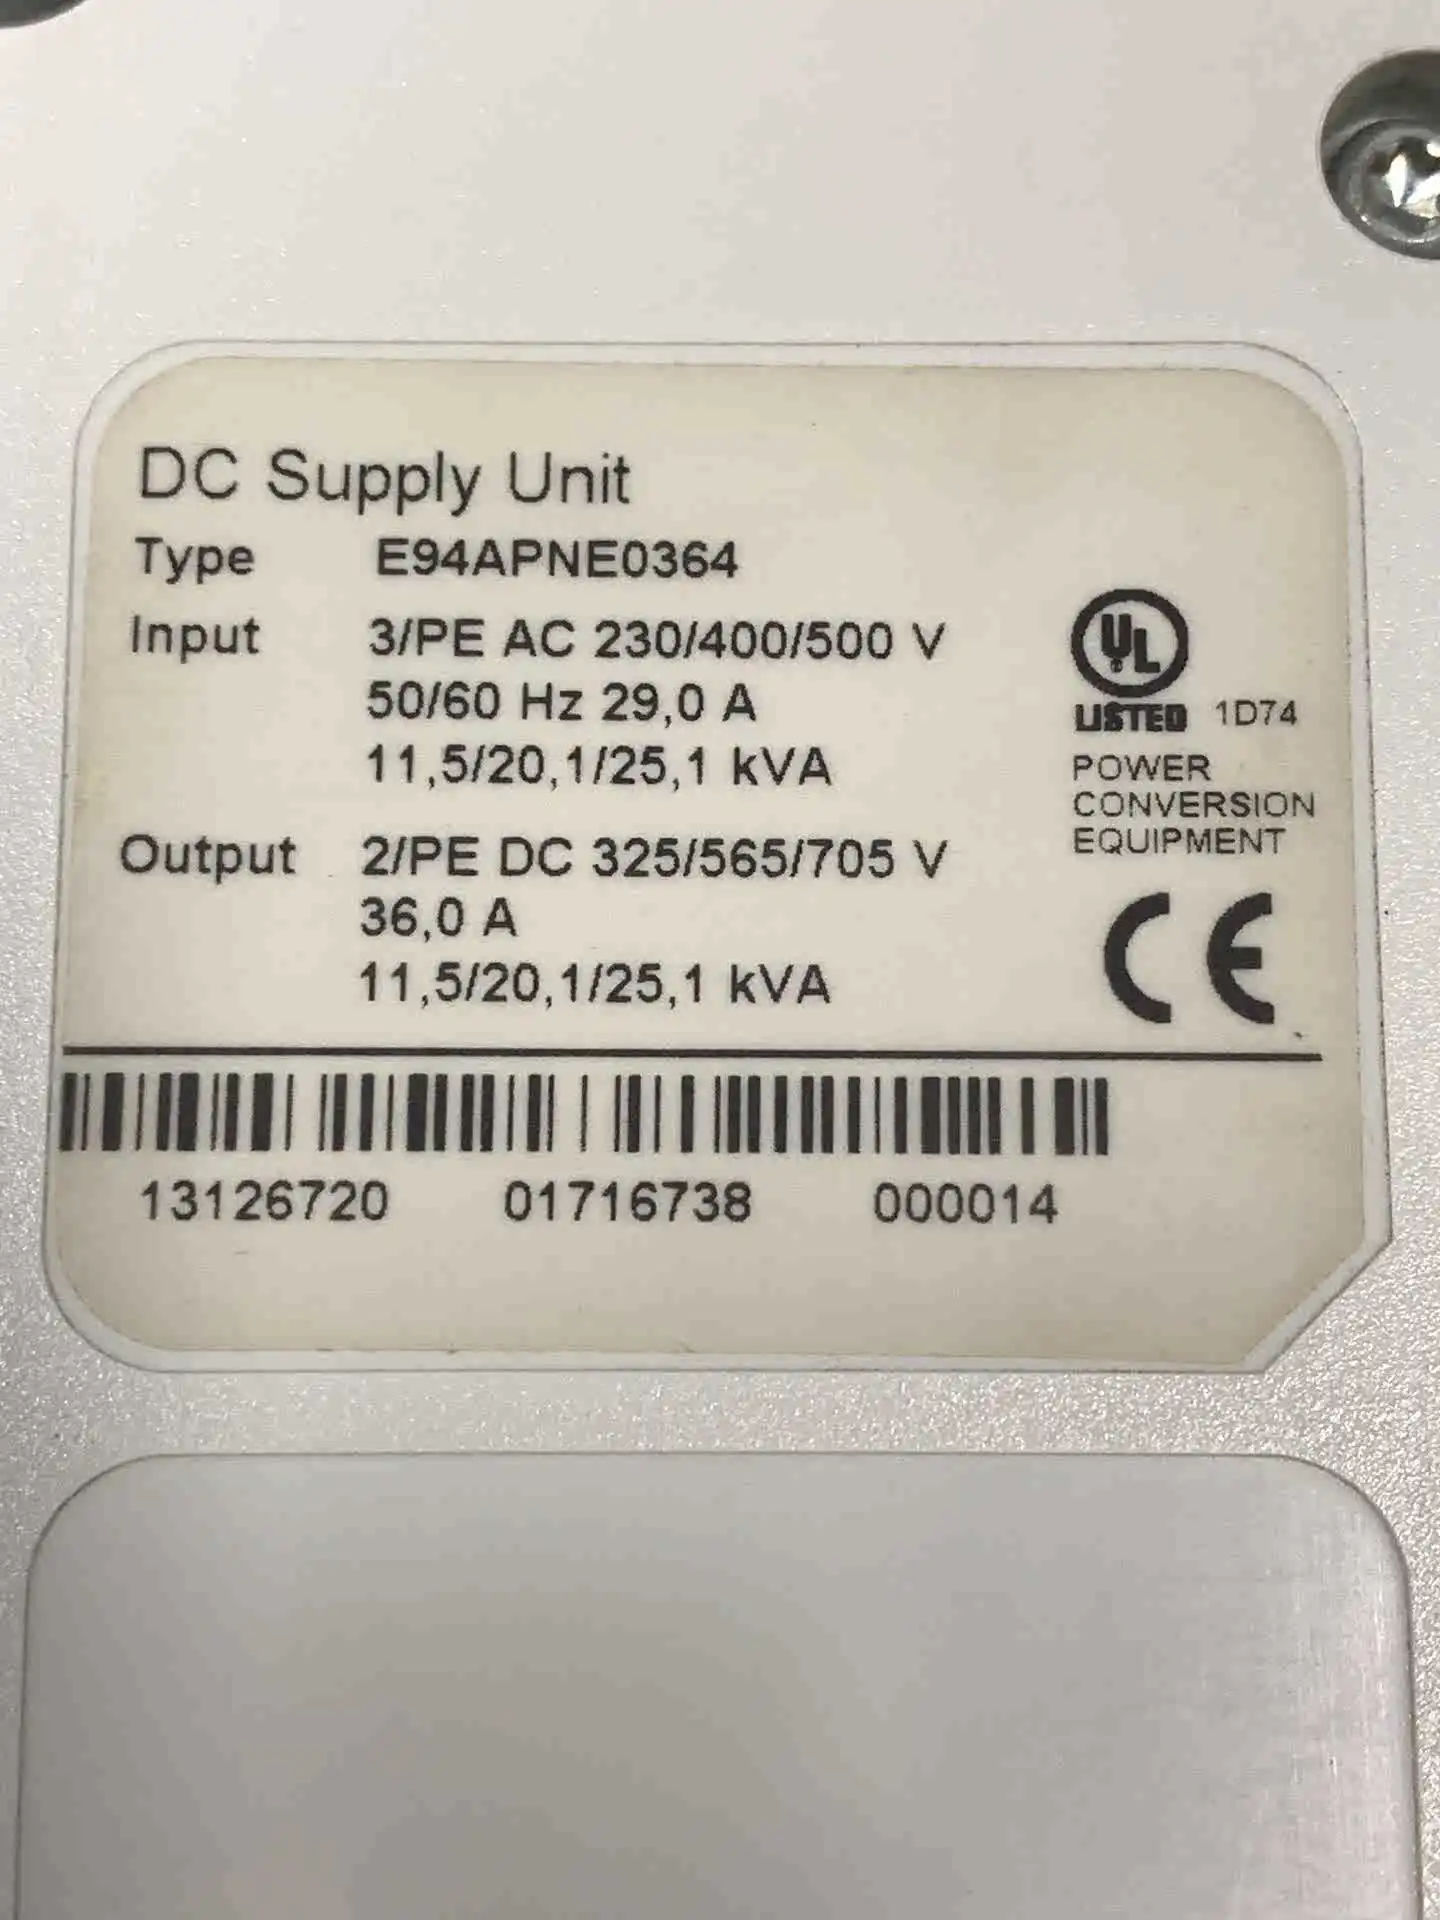 DC Supply Unit
Type E94APNE0364
Input 3/PE AC 230/400/500 V
50/60 Hz 29,0 A
11,5/20,1/25,1 kVA
Output 2/PE DC 325/565/705 V
36,0 A
11,5/20,1/25,1 kVA
UL
LISTED 1D74
POWER
CONVERSION
EQUIPMENT
CE
13126720 01716738 000014